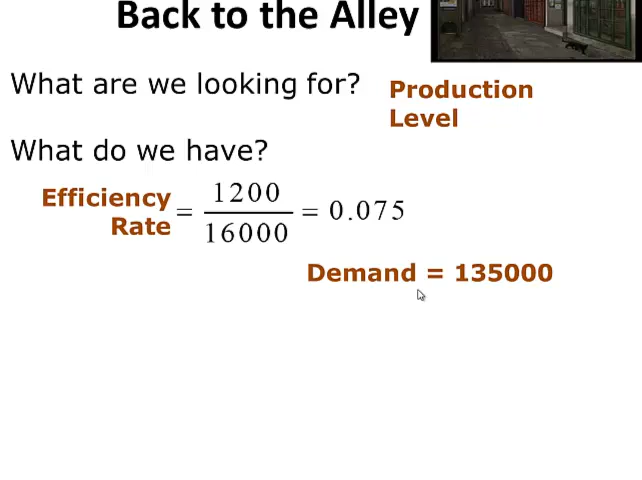 Back to the Alley
What are we looking for?
Production
Level
What do we have?
Efficiency
Rate
= 1200 / 16000 = 0.075
Demand = 135000